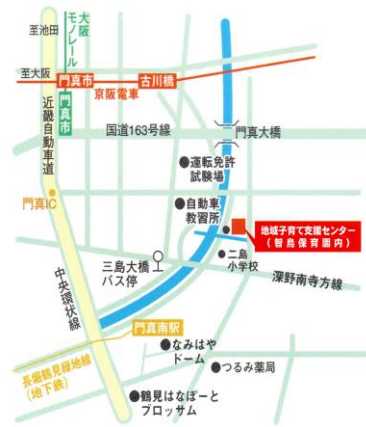 至池田
大阪
モノレール
至大阪
門真市
古川橋
京阪電車
門真市
近畿自動車道
国道163号線
門真大橋
●運転免許
試験場
●自動車
教習所
門真IC
地域子育て支援センター
(智鳥保育園内)
三島大橋
バス停
二島
小学校
深野南寺方線
中央環状線
門真南駅
長堀鶴見緑地線
(地下鉄)
●なみはや
ドーム
●つるみ薬局
●鶴見はなぽーと
ブロッサム